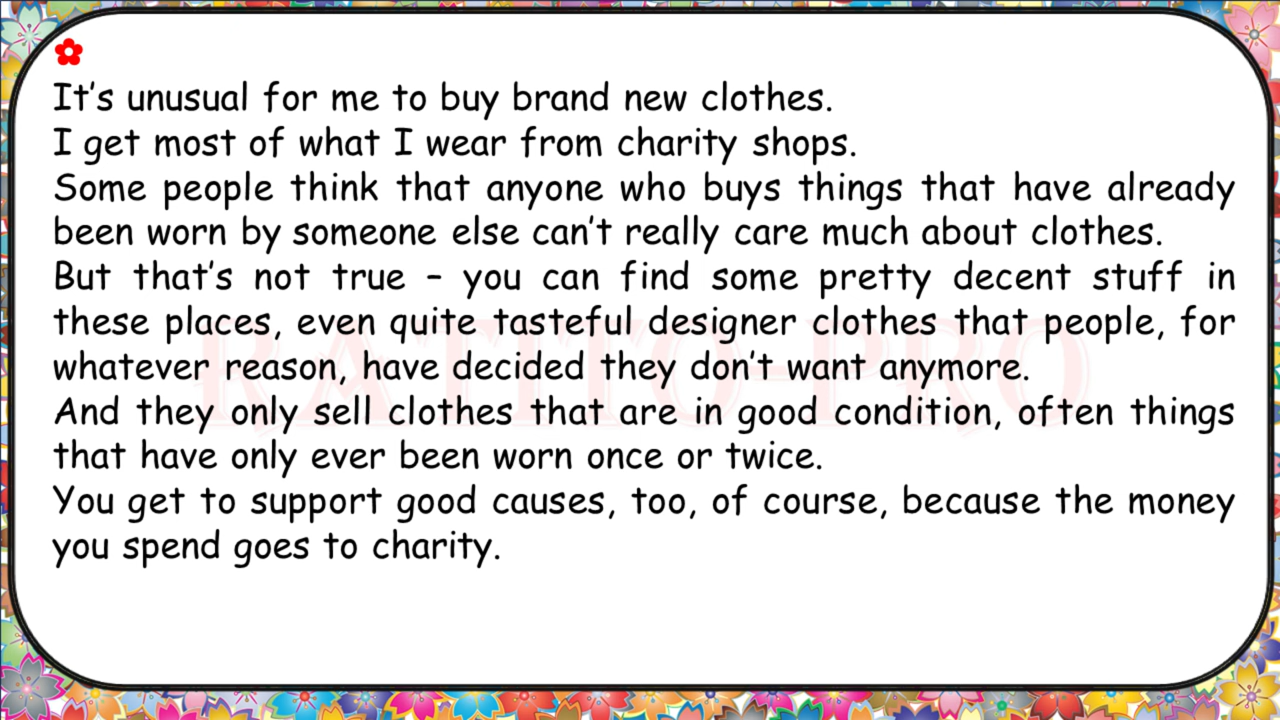 It's unusual for me to buy brand new clothes.
I get most of what I wear from charity shops.
Some people think that anyone who buys things that have already
been worn by someone else can't really care much about clothes.
But that's not true – you can find some pretty decent stuff in
these places, even quite tasteful designer clothes that people, for
whatever reason, have decided they don't want anymore.
And they only sell clothes that are in good condition, often things
that have only ever been worn once or twice.
You get to support good causes, too, of course, because the money
you spend goes to charity.
RATITO-PRO